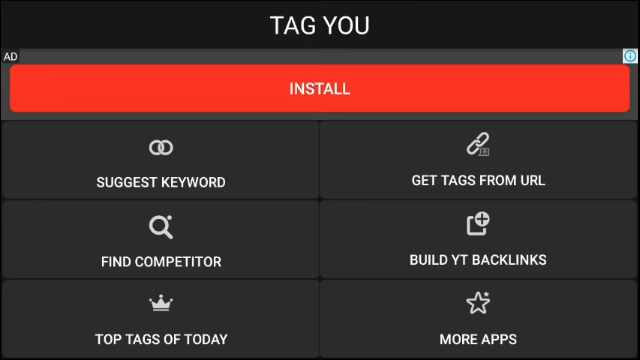 TAG YOU
AD
INSTALL
SUGGEST KEYWORD
GET TAGS FROM URL
FIND COMPETITOR
BUILD YT BACKLINKS
TOP TAGS OF TODAY
MORE APPS